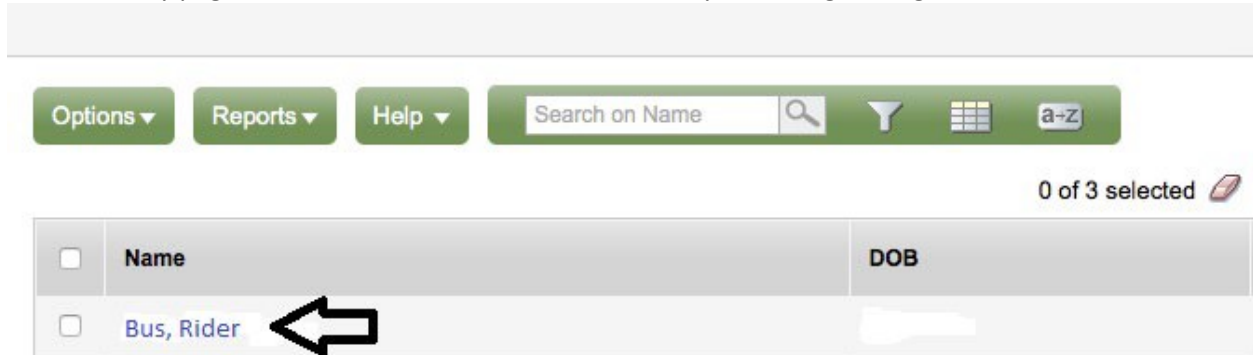 Options Reports Help Search on Name a-z
0 of 3 selected
Name DOB
Bus, Rider